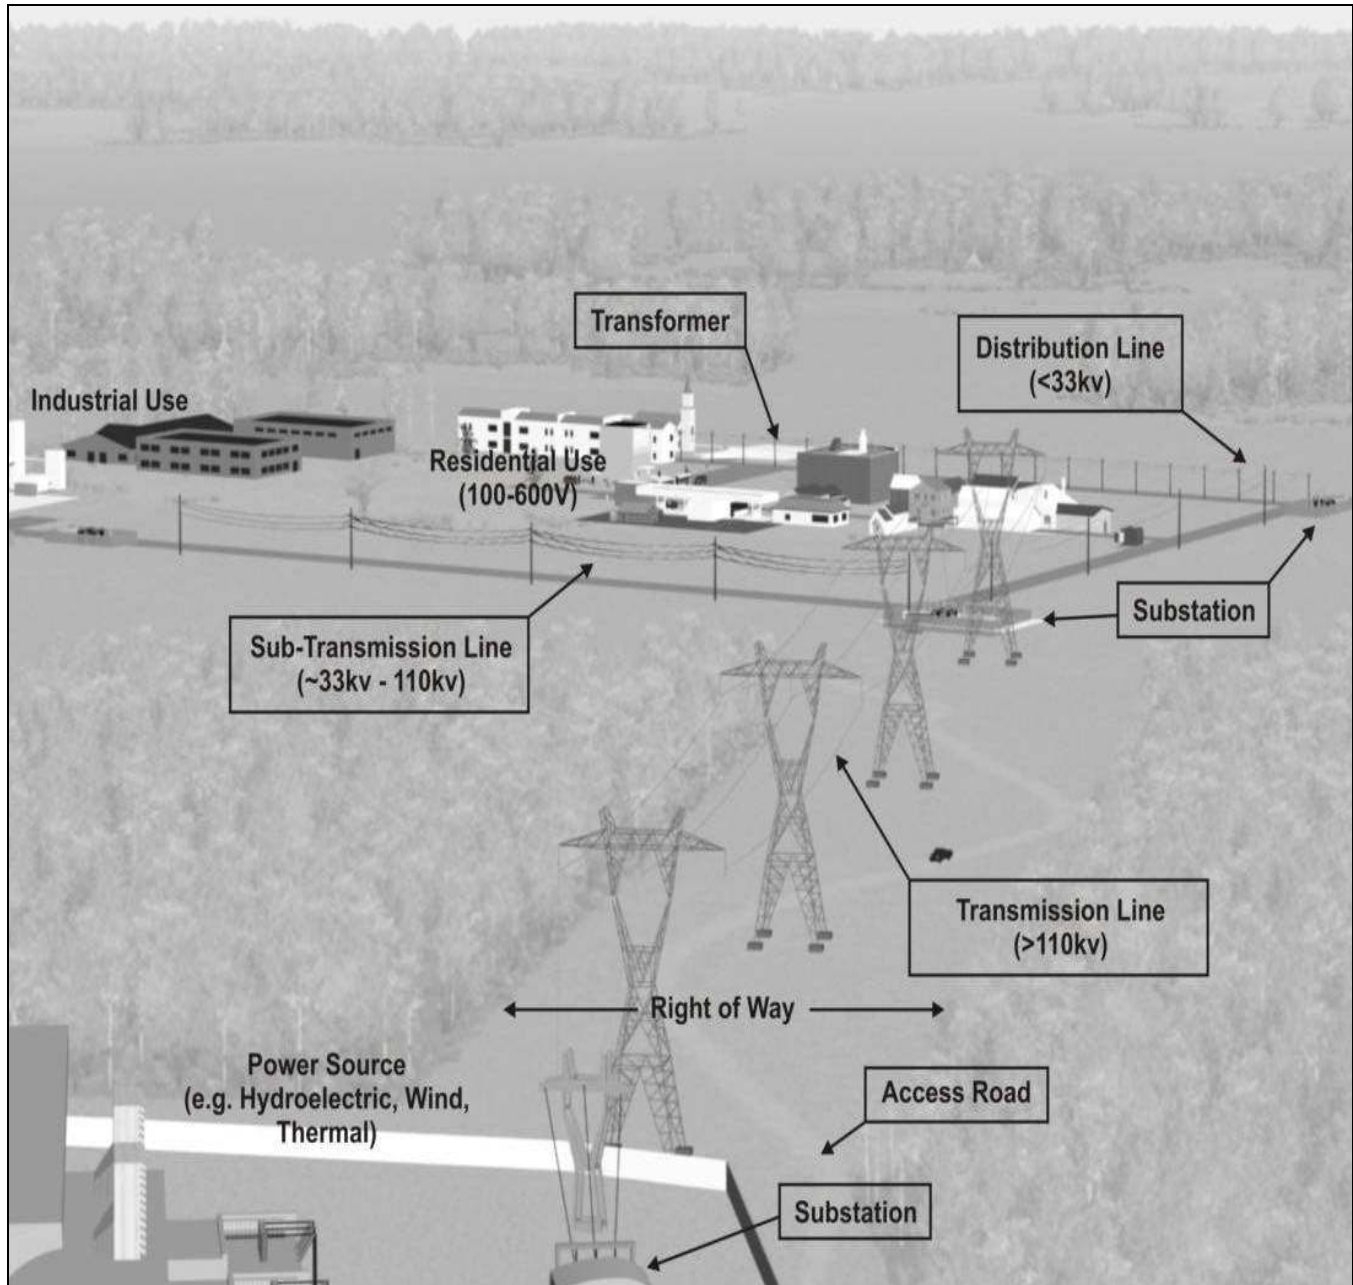 Transformer
Distribution Line
(<33kv)
Industrial Use
Residential Use
(100-600V)
Substation
Sub-Transmission Line
(~33kv - 110kv)
Transmission Line
(>110kv)
Right of Way
Power Source
(e.g. Hydroelectric, Wind,
Thermal)
Access Road
Substation